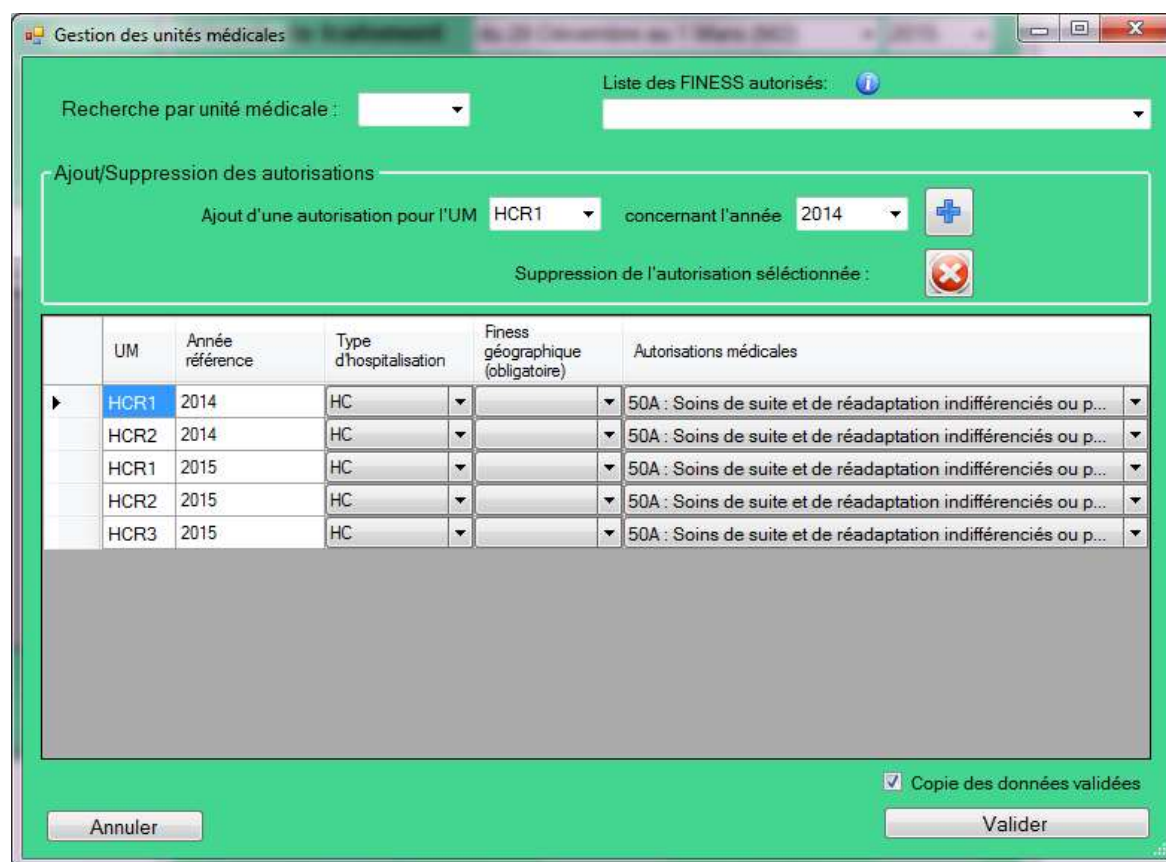 Gestion des unités médicales
Liste des FINESS autorisés:
Recherche par unité médicale :
Ajout/Suppression des autorisations
Ajout d'une autorisation pour l'UM HCR1 concernant l'année 2014
Suppression de l'autorisation séléctionnée :
UM Année référence Type d'hospitalisation Finess géographique (obligatoire) Autorisations médicales
HCR1 2014 HC 50A : Soins de suite et de réadaptation indifférenciés ou p...
HCR2 2014 HC 50A : Soins de suite et de réadaptation indifférenciés ou p...
HCR1 2015 HC 50A : Soins de suite et de réadaptation indifférenciés ou p...
HCR2 2015 HC 50A : Soins de suite et de réadaptation indifférenciés ou p...
HCR3 2015 HC 50A : Soins de suite et de réadaptation indifférenciés ou p...
Copie des données validées
Annuler Valider